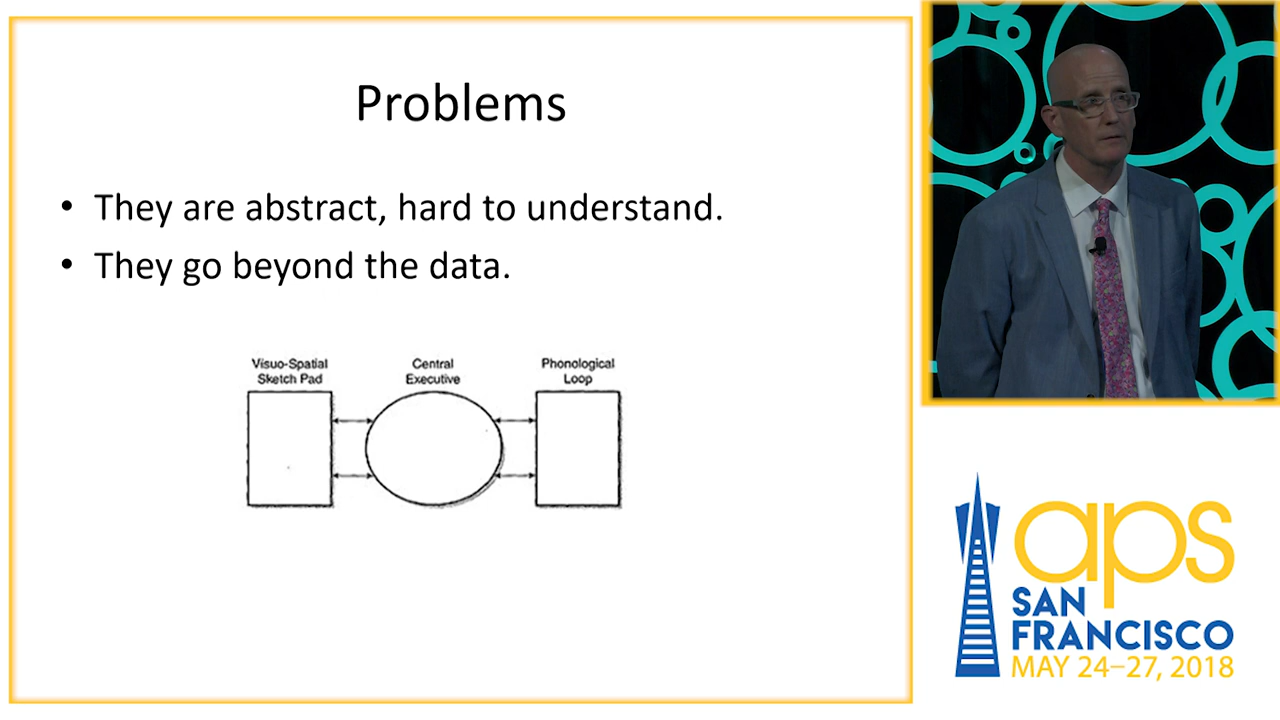 Problems
• They are abstract, hard to understand.
• They go beyond the data.
Visuo-Spatial
Sketch Pad
Central
Executive
Phonological
Loop
aps
SAN
FRANCISCO
MAY 24–27, 2018